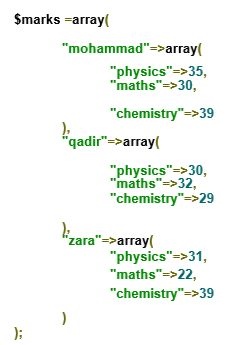 $marks =array(
"mohammad"=>array(
"physics"=>35,
"maths"=>30,
"chemistry"=>39
),
"qadir"=>array(
"physics"=>30,
"maths"=>32,
"chemistry"=>29
),
"zara"=>array(
"physics"=>31,
"maths"=>22,
"chemistry"=>39
)
);